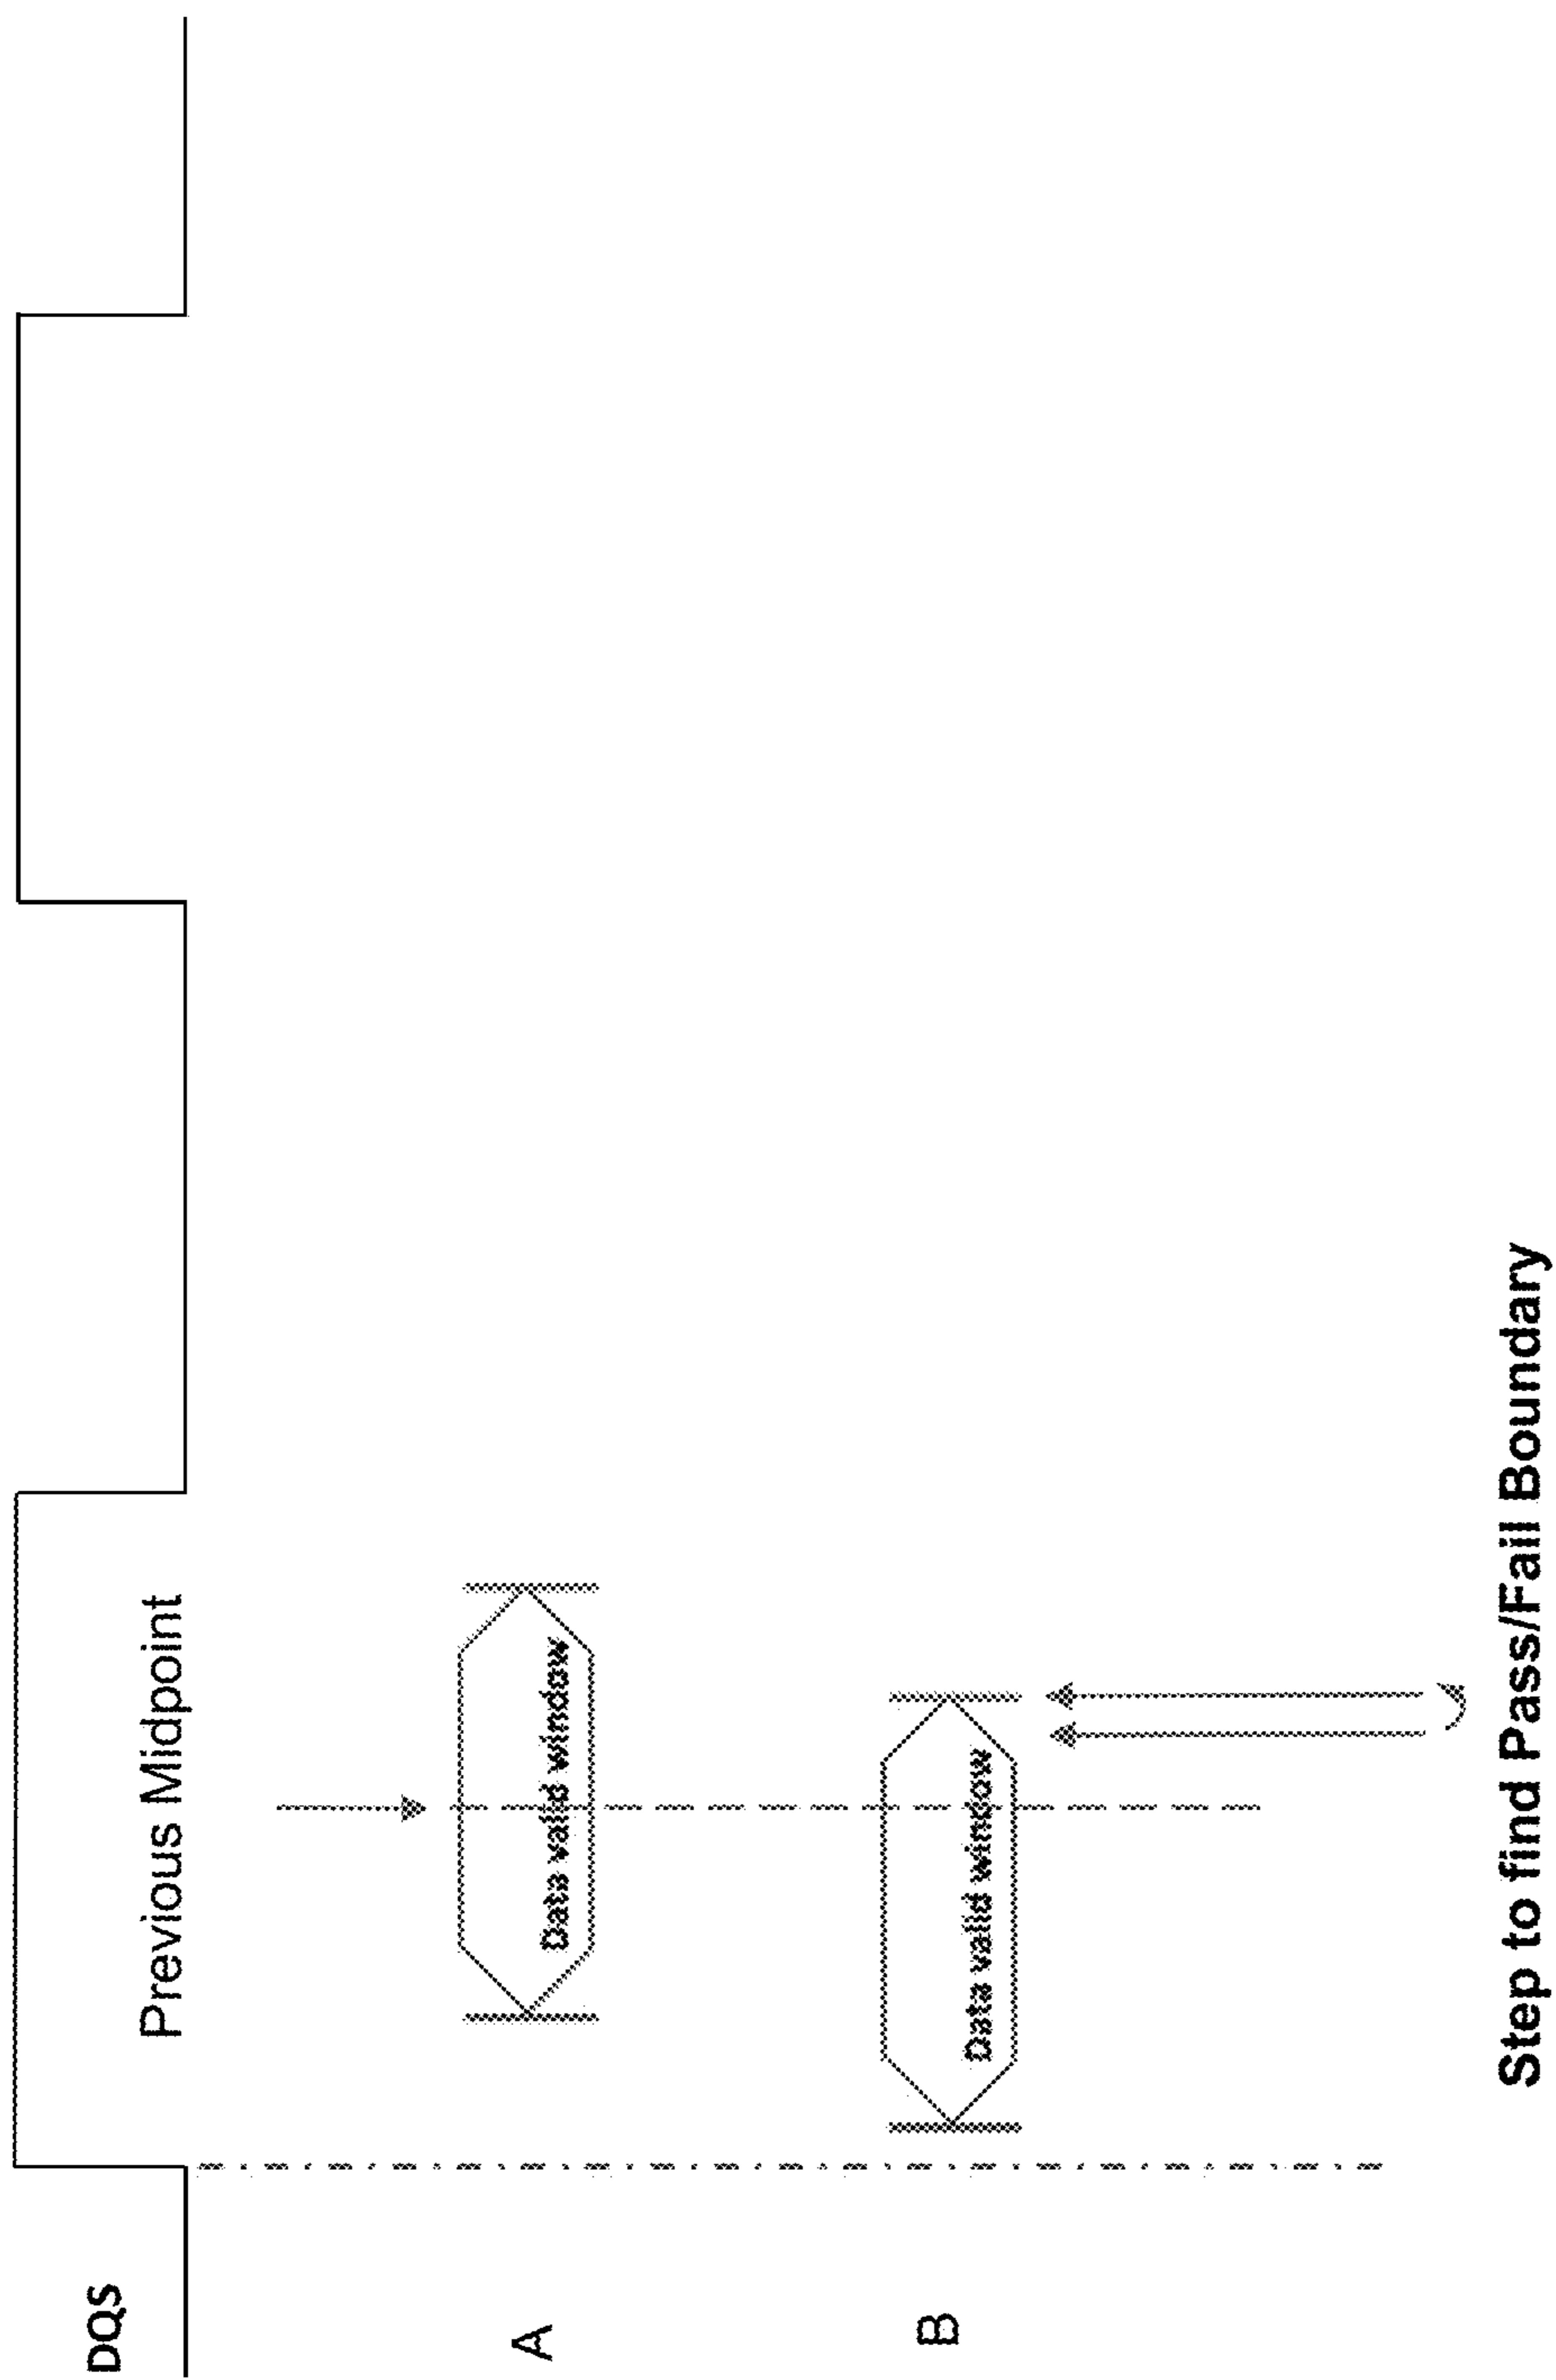 DQS
Previous Midpoint
A
Data valid window
B
Data valid window
Step to find Pass/Fail Boundary